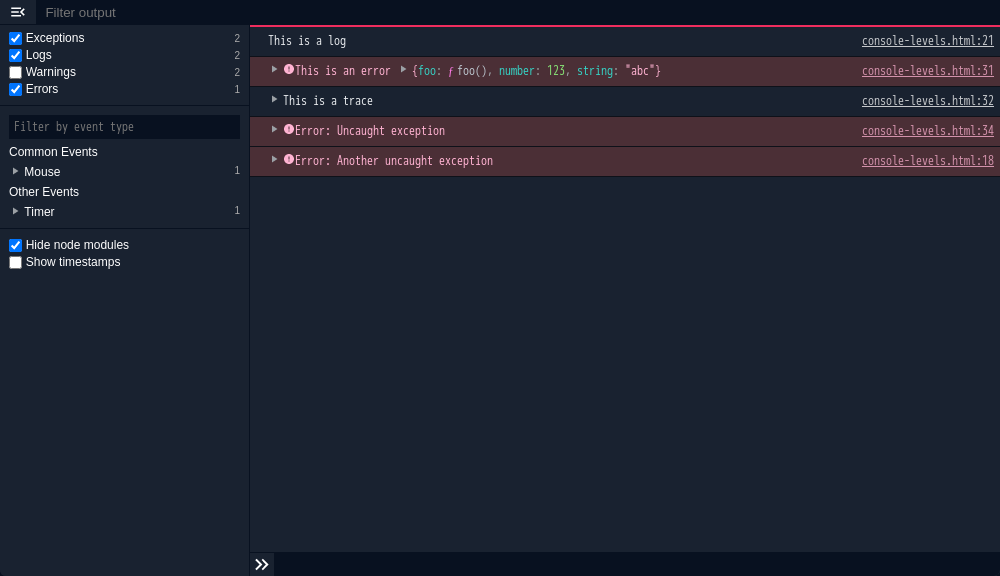 Filter output
Exceptions 2
Logs 2
Warnings 2
Errors 1
Filter by event type
Common Events
Mouse 1
Other Events
Timer 1
Hide node modules
Show timestamps
This is a log console-levels.html:21
This is an error {foo: ƒ foo(), number: 123, string: "abc"} console-levels.html:31
This is a trace console-levels.html:32
Error: Uncaught exception console-levels.html:34
Error: Another uncaught exception console-levels.html:18